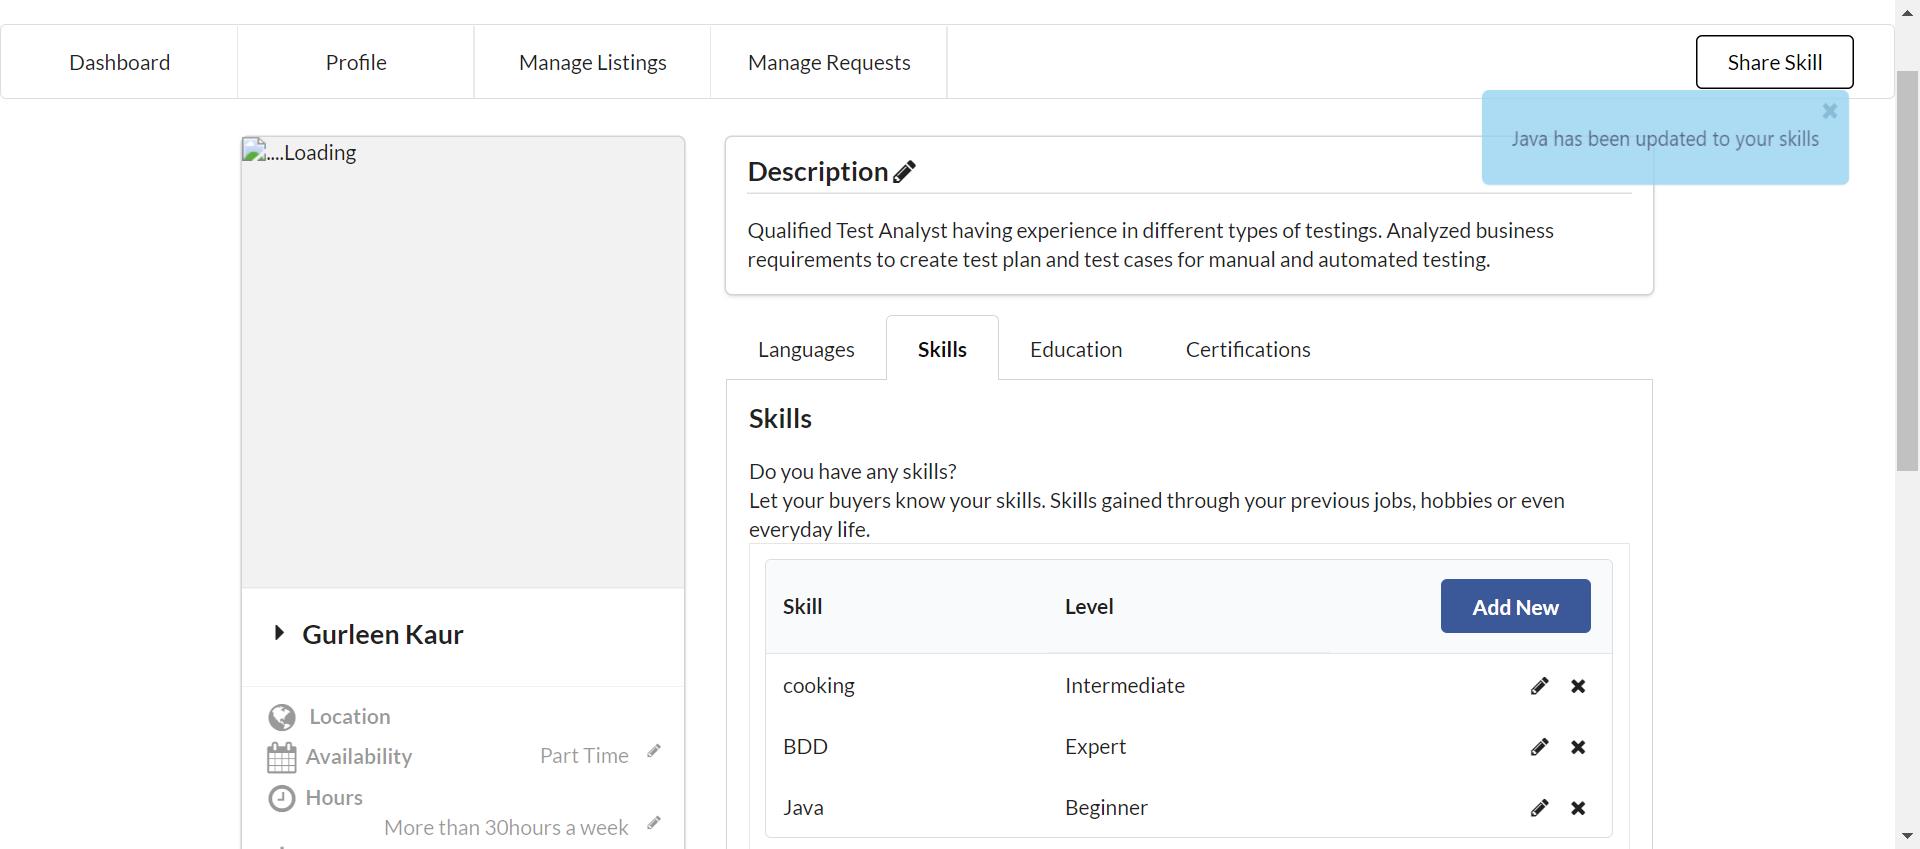 Dashboard
Profile
Manage Listings
Manage Requests
Share Skill
Java has been updated to your skills
....Loading
Description
Qualified Test Analyst having experience in different types of testings. Analyzed business
requirements to create test plan and test cases for manual and automated testing.
Languages
Skills
Education
Certifications
Skills
Do you have any skills?
Let your buyers know your skills. Skills gained through your previous jobs, hobbies or even
everyday life.
Skill Level Add New
cooking Intermediate
BDD Expert
Java Beginner
Gurleen Kaur
Location
Availability Part Time
Hours
More than 30hours a week